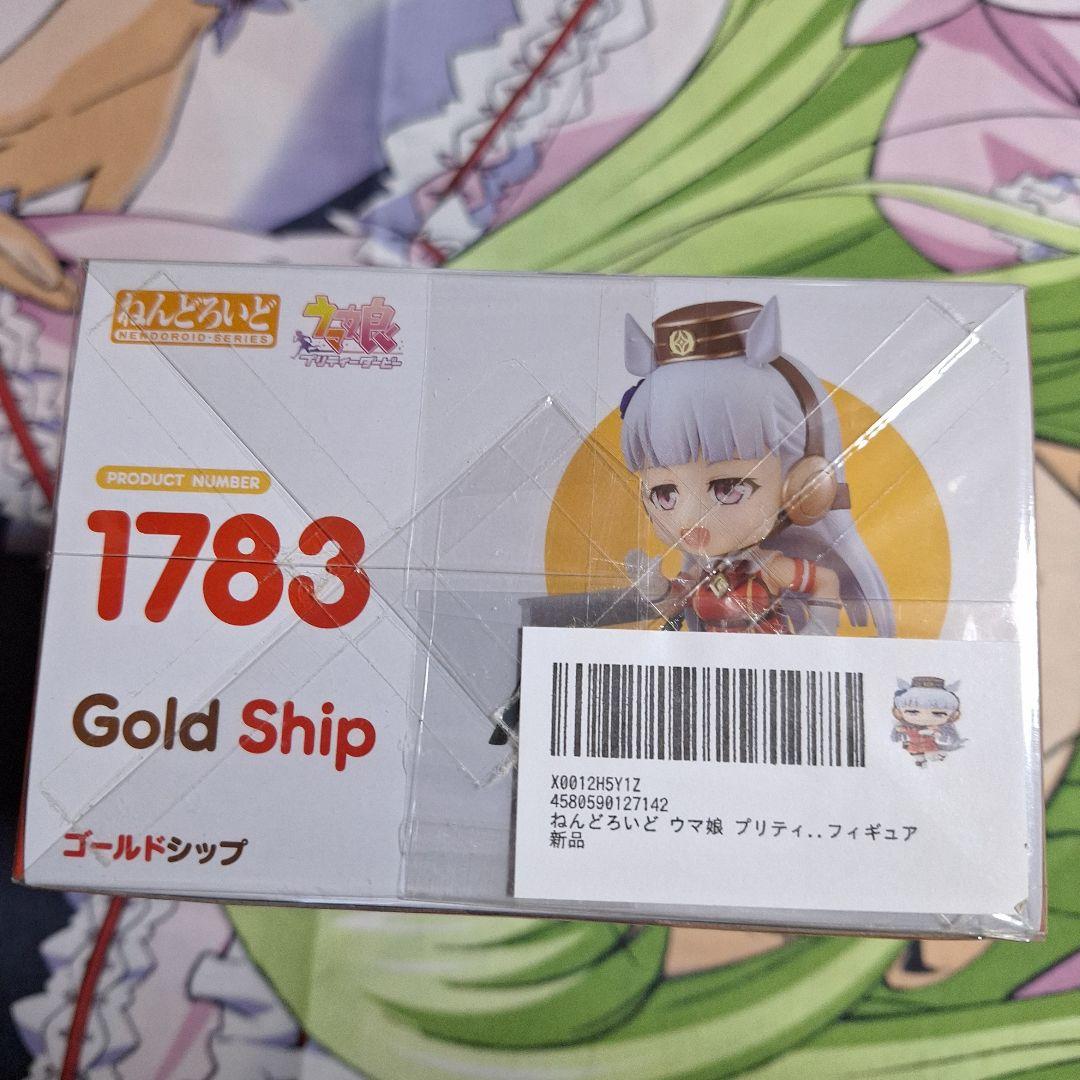 ねんどろいど
NENDOROID-SERIES
ウマ娘
プリティーダービー
PRODUCT NUMBER
1783
Gold Ship
ゴールドシップ
X0012H5Y1Z
4580590127142
ねんどろいど ウマ娘 プリティ..フィギュア
新品